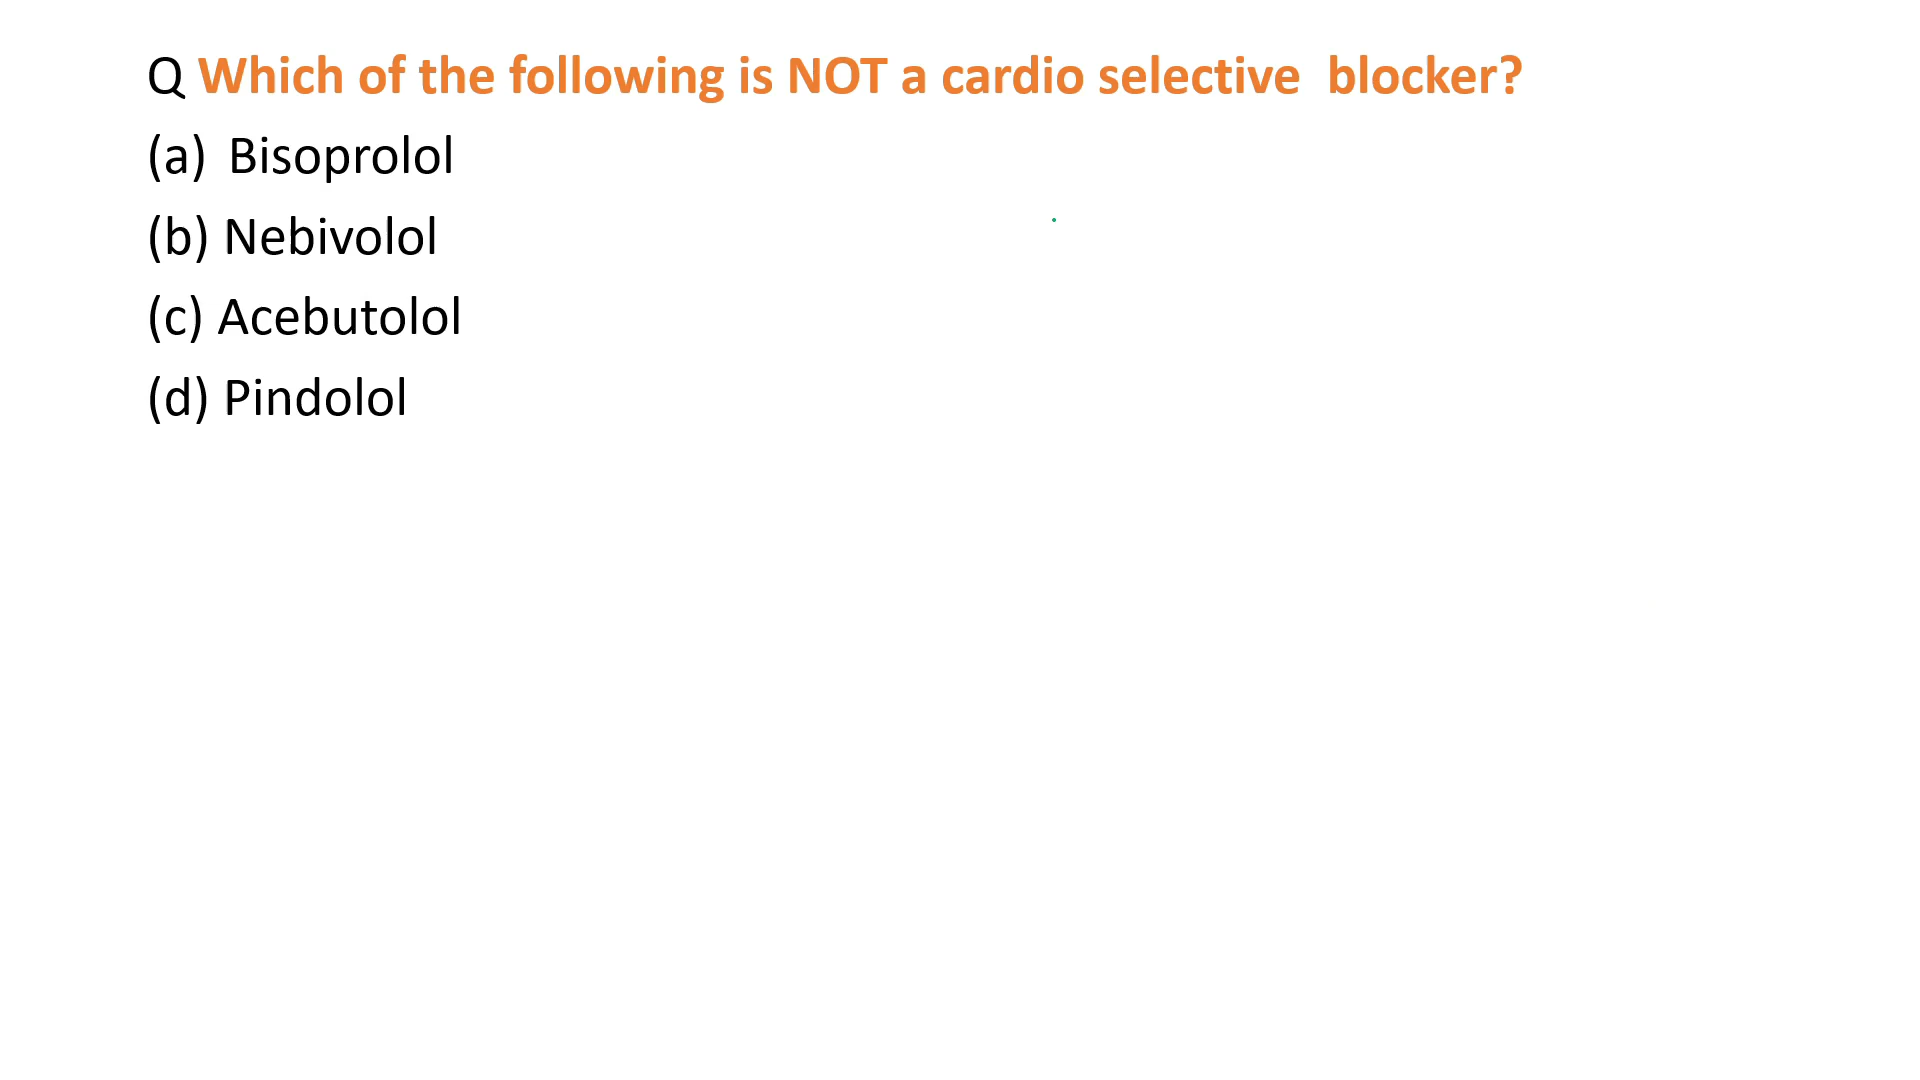 Q Which of the following is NOT a cardio selective  blocker?
(a) Bisoprolol
(b) Nebivolol
(c) Acebutolol
(d) Pindolol